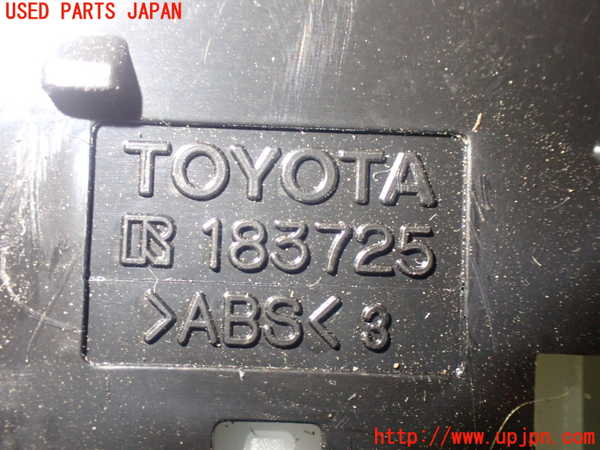 USED PARTS JAPAN
TOYOTA
R 183725
>ABS< 3
http://www.upjpn.com/